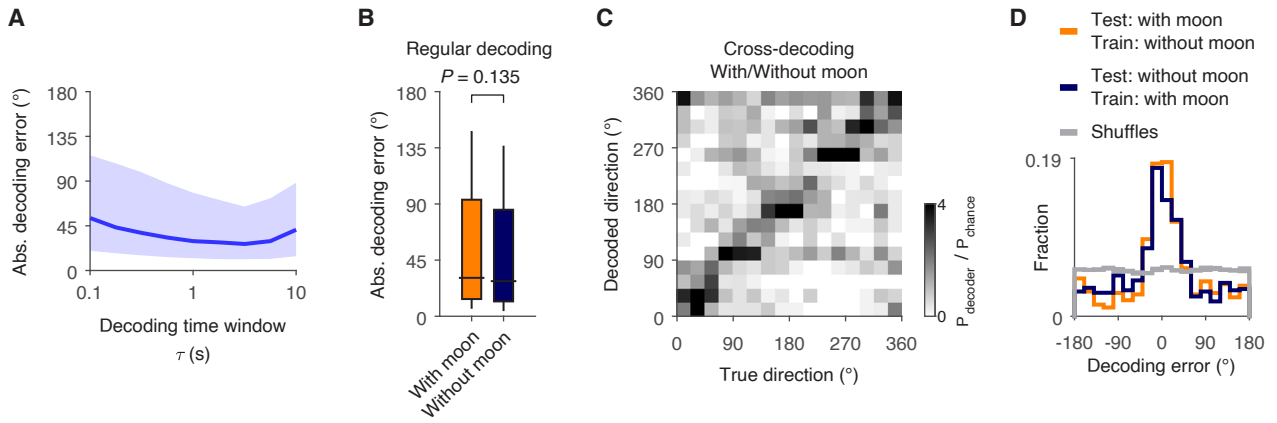 A
Abs. decoding error (°)
180
135
90
45
0
0.1
1
10
Decoding time window
τ (s)
B
Regular decoding
P = 0.135
Abs. decoding error (°)
180
135
90
45
0
With moon
Without moon
C
Cross-decoding
With/Without moon
Decoded direction (°)
360
270
180
90
0
0
90
180
270
360
True direction (°)
4
0
P decoder / P chance
D
Test: with moon
Train: without moon
Test: without moon
Train: with moon
Shuffles
Fraction
0.19
0
-180
-90
0
90
180
Decoding error (°)